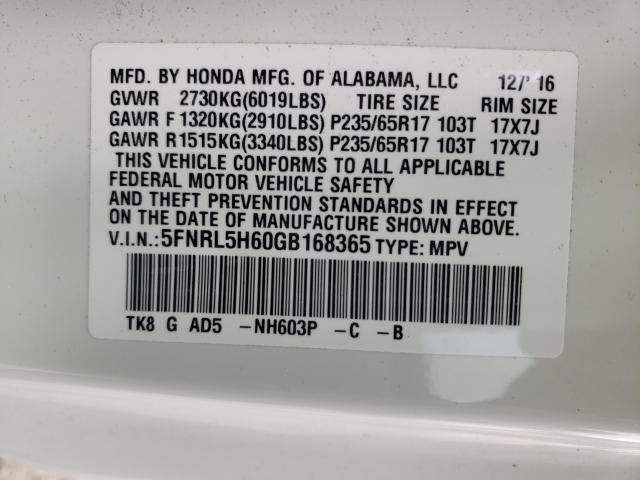 MFD. BY HONDA MFG. OF ALABAMA, LLC 12/' 16
GVWR 2730KG(6019LBS) TIRE SIZE RIM SIZE
GAWR F 1320KG(2910LBS) P235/65R17 103T 17X7J
GAWR R1515KG(3340LBS) P235/65R17 103T 17X7J
THIS VEHICLE CONFORMS TO ALL APPLICABLE
FEDERAL MOTOR VEHICLE SAFETY
AND THEFT PREVENTION STANDARDS IN EFFECT
ON THE DATE OF MANUFACTURE SHOWN ABOVE.
V.I.N.: 5FNRL5H60GB168365 TYPE: MPV
TK8 G AD5 -NH603P -C -B